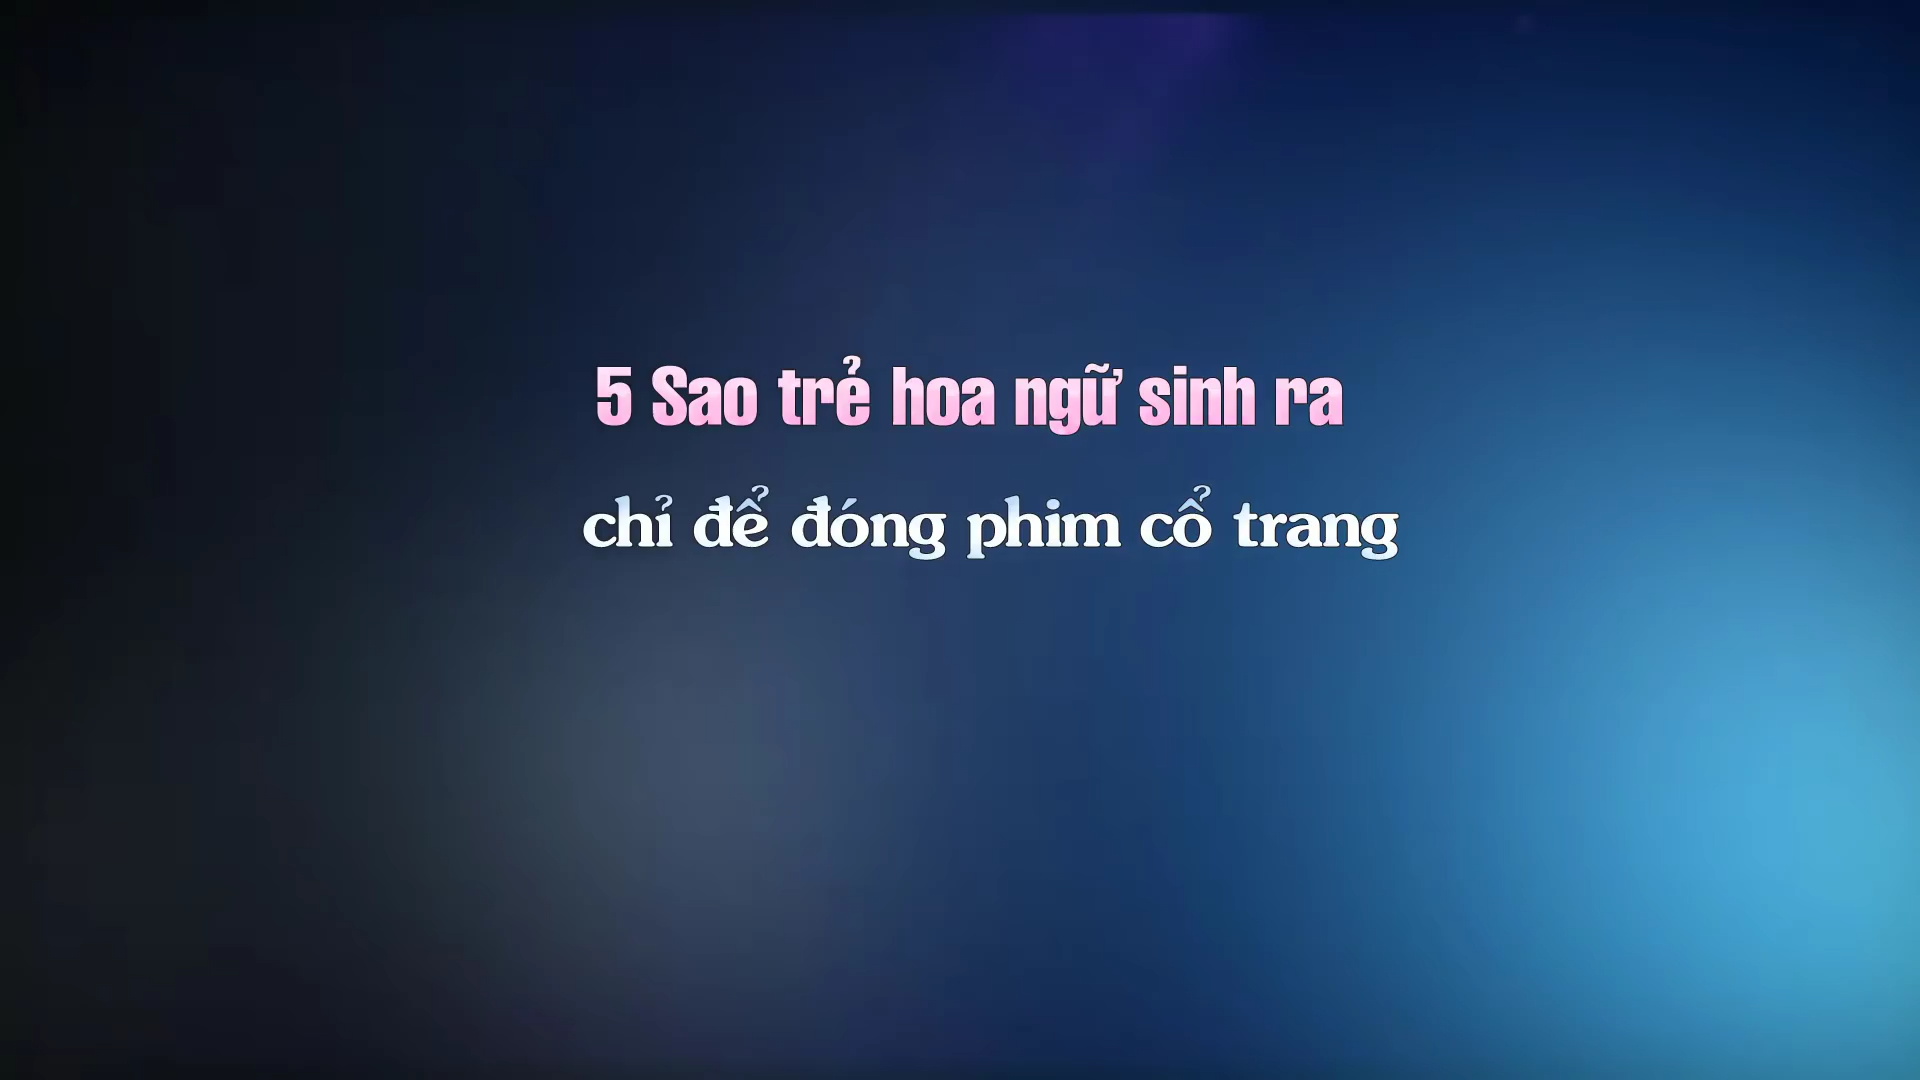 5 Sao trẻ hoa ngữ sinh ra
chỉ để đóng phim cổ trang